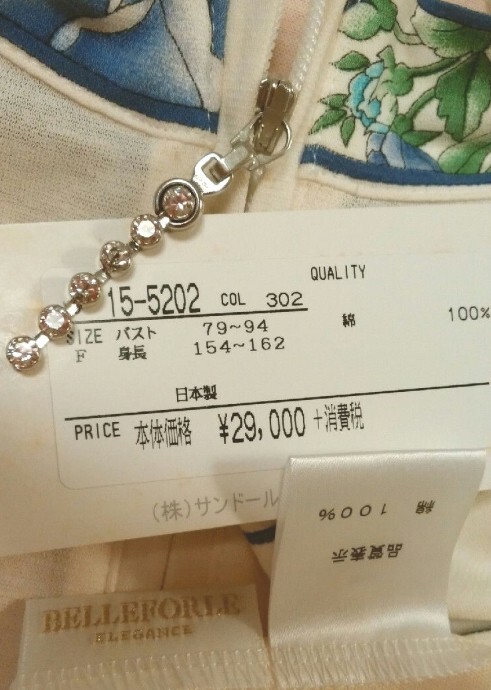 QUALITY
15-5202 COL 302
綿 100%
SIZE バスト 79~94
F 身長 154~162
日本製
PRICE 本体価格 ¥29,000 +消費税
(株)サンドール
品質表示
綿 100%
BELLEFORLE
ELEGANCE